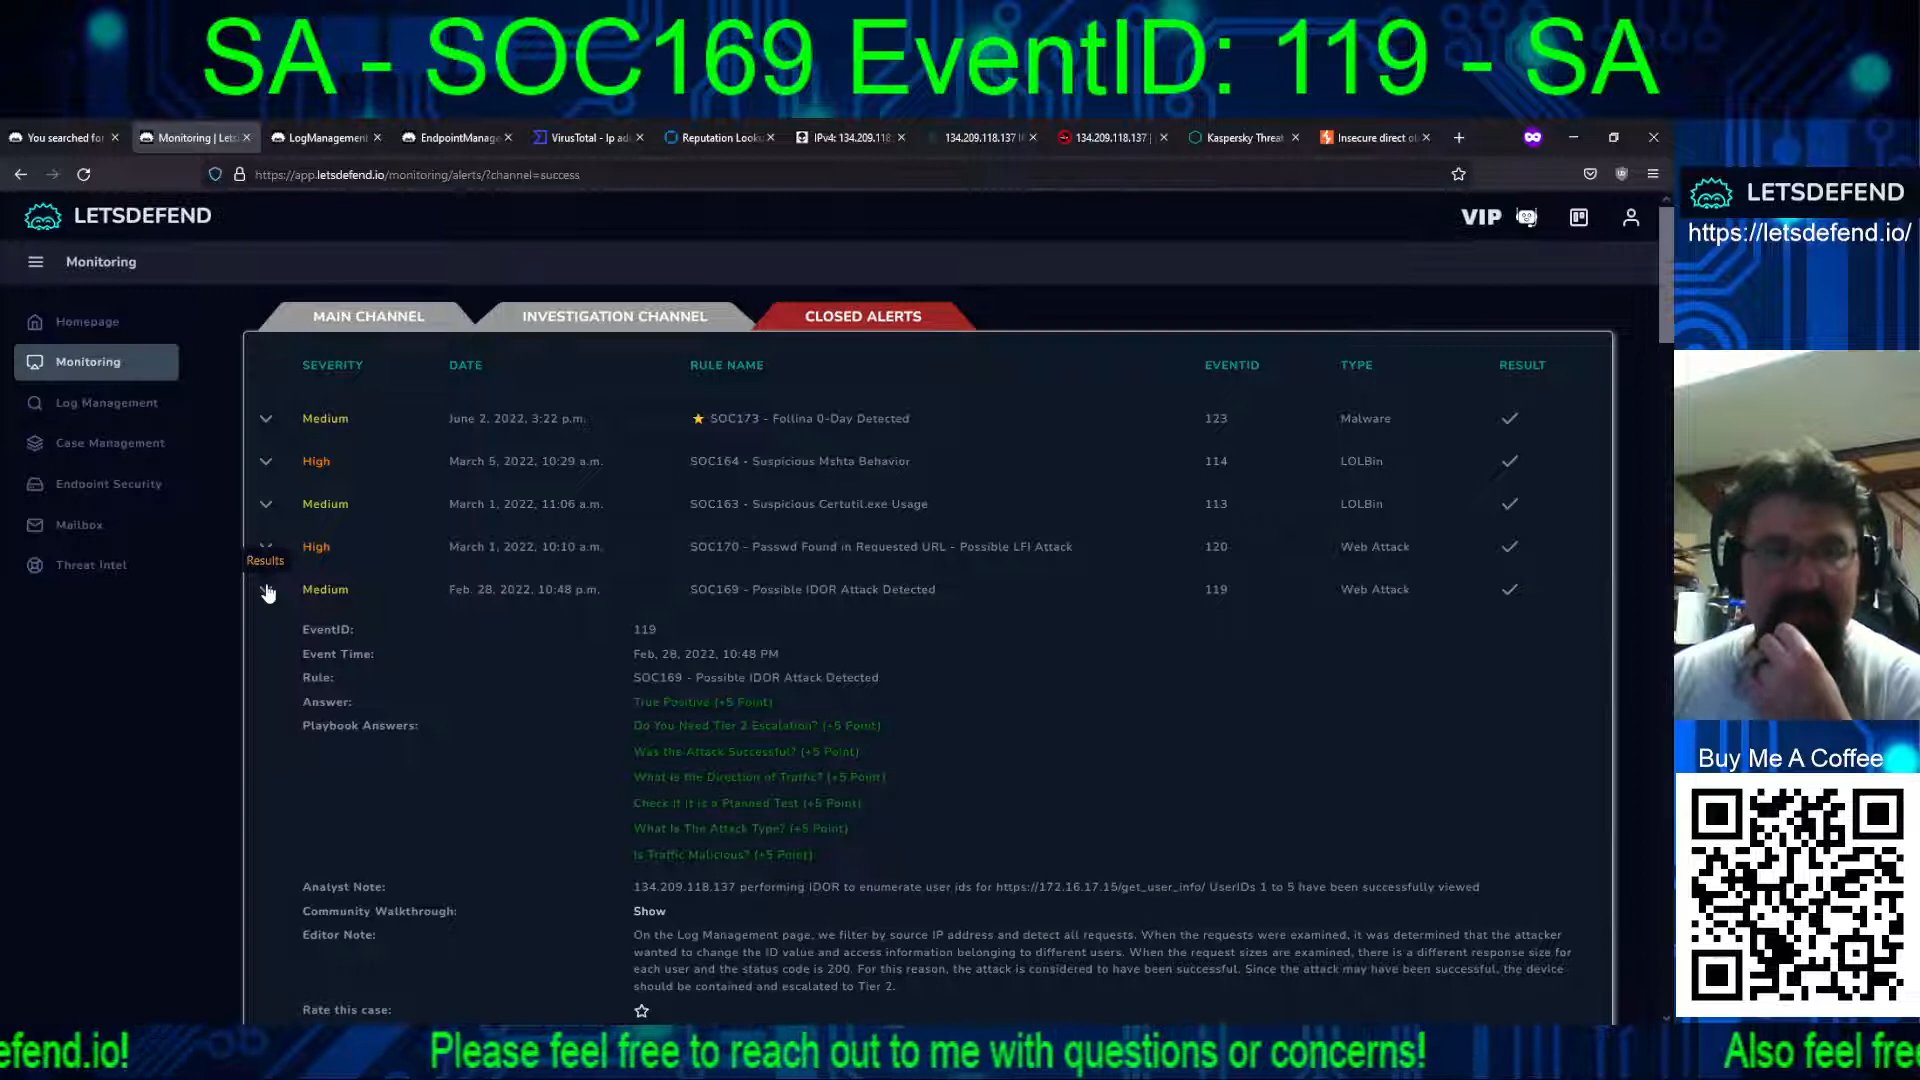 SA - SOC169 EventID: 119 - SA
You searched for
Monitoring | Lets
LogManagement
EndpointManage
VirusTotal - Ip ad
Reputation Look
IPv4: 134.209.118.
134.209.118.137
134.209.118.137 |
Kaspersky Threat
Insecure direct o
https://app.letsdefend.io/monitoring/alerts/?channel=success
LETSDEFEND
VIP
Monitoring
Homepage
Monitoring
Log Management
Case Management
Endpoint Security
Mailbox
Threat Intel
MAIN CHANNEL
INVESTIGATION CHANNEL
CLOSED ALERTS
SEVERITY DATE RULE NAME EVENTID TYPE RESULT
Medium June 2, 2022, 3:22 p.m. SOC173 - Follina 0-Day Detected 123 Malware
High March 5, 2022, 10:29 a.m. SOC164 - Suspicious Mshta Behavior 114 LOLBin
Medium March 1, 2022, 11:06 a.m. SOC163 - Suspicious Certutil.exe Usage 113 LOLBin
High March 1, 2022, 10:10 a.m. SOC170 - Passwd Found in Requested URL - Possible LFI Attack 120 Web Attack
Results
Medium Feb. 28, 2022, 10:48 p.m. SOC169 - Possible IDOR Attack Detected 119 Web Attack
EventID: 119
Event Time: Feb, 28, 2022, 10:48 PM
Rule: SOC169 - Possible IDOR Attack Detected
Answer: True Positive (+5 Point)
Playbook Answers: Do You Need Tier 2 Escalation? (+5 Point)
Was the Attack Successful? (+5 Point)
What Is the Direction of Traffic? (+5 Point)
Check If It is a Planned Test (+5 Point)
What Is The Attack Type? (+5 Point)
Is Traffic Malicious? (+5 Point)
Analyst Note: 134.209.118.137 performing IDOR to enumerate user ids for https://172.16.17.15/get_user_info/ UserIDs 1 to 5 have been successfully viewed
Community Walkthrough: Show
Editor Note: On the Log Management page, we filter by source IP address and detect all requests. When the requests were examined, it was determined that the attacker
wanted to change the ID value and access information belonging to different users. When the request sizes are examined, there is a different response size for
each user and the status code is 200. For this reason, the attack is considered to have been successful. Since the attack may have been successful, the device
should be contained and escalated to Tier 2.
Rate this case:
LETSDEFEND
https://letsdefend.io/
Buy Me A Coffee
efend.io! Please feel free to reach out to me with questions or concerns! Also feel free